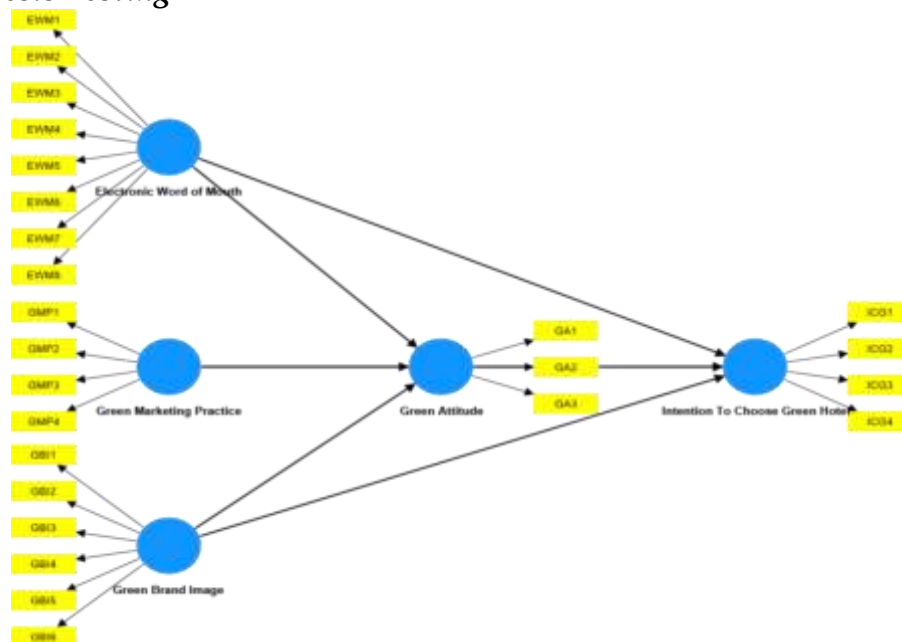 EWM1
EWM2
EWM3
EWM4
EWM5
EWM6
EWM7
EWM8
Electronic Word of Mouth
GMP1
GMP2
GMP3
GMP4
Green Marketing Practice
GBI1
GBI2
GBI3
GBI4
GBI5
GBI6
Green Brand Image
GA1
GA2
GA3
Green Attitude
ICG1
ICG2
ICG3
ICG4
Intention To Choose Green Hotel